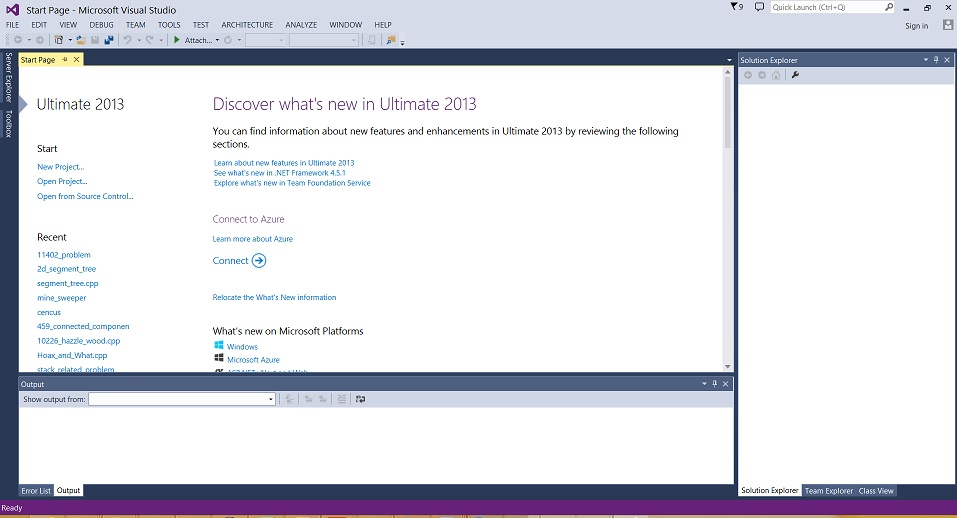 Start Page - Microsoft Visual Studio
9
Quick Launch (Ctrl+Q)
FILE EDIT VIEW DEBUG TEAM TOOLS TEST ARCHITECTURE ANALYZE WINDOW HELP
Sign in
Attach...
Server Explorer
Toolbox
Start Page
Ultimate 2013
Start
New Project...
Open Project...
Open from Source Control...
Recent
11402_problem
2d_segment_tree
segment_tree.cpp
mine_sweeper
cencus
459_connected_componen
10226_hazzle_wood.cpp
Hoax_and_What.cpp
stack_related_problem
Discover what's new in Ultimate 2013
You can find information about new features and enhancements in Ultimate 2013 by reviewing the following
sections.
Learn about new features in Ultimate 2013
See what's new in .NET Framework 4.5.1
Explore what's new in Team Foundation Service
Connect to Azure
Learn more about Azure
Connect
Relocate the What's New information
What's new on Microsoft Platforms
Windows
Microsoft Azure
Solution Explorer
Output
Show output from:
Error List Output
Solution Explorer Team Explorer Class View
Ready